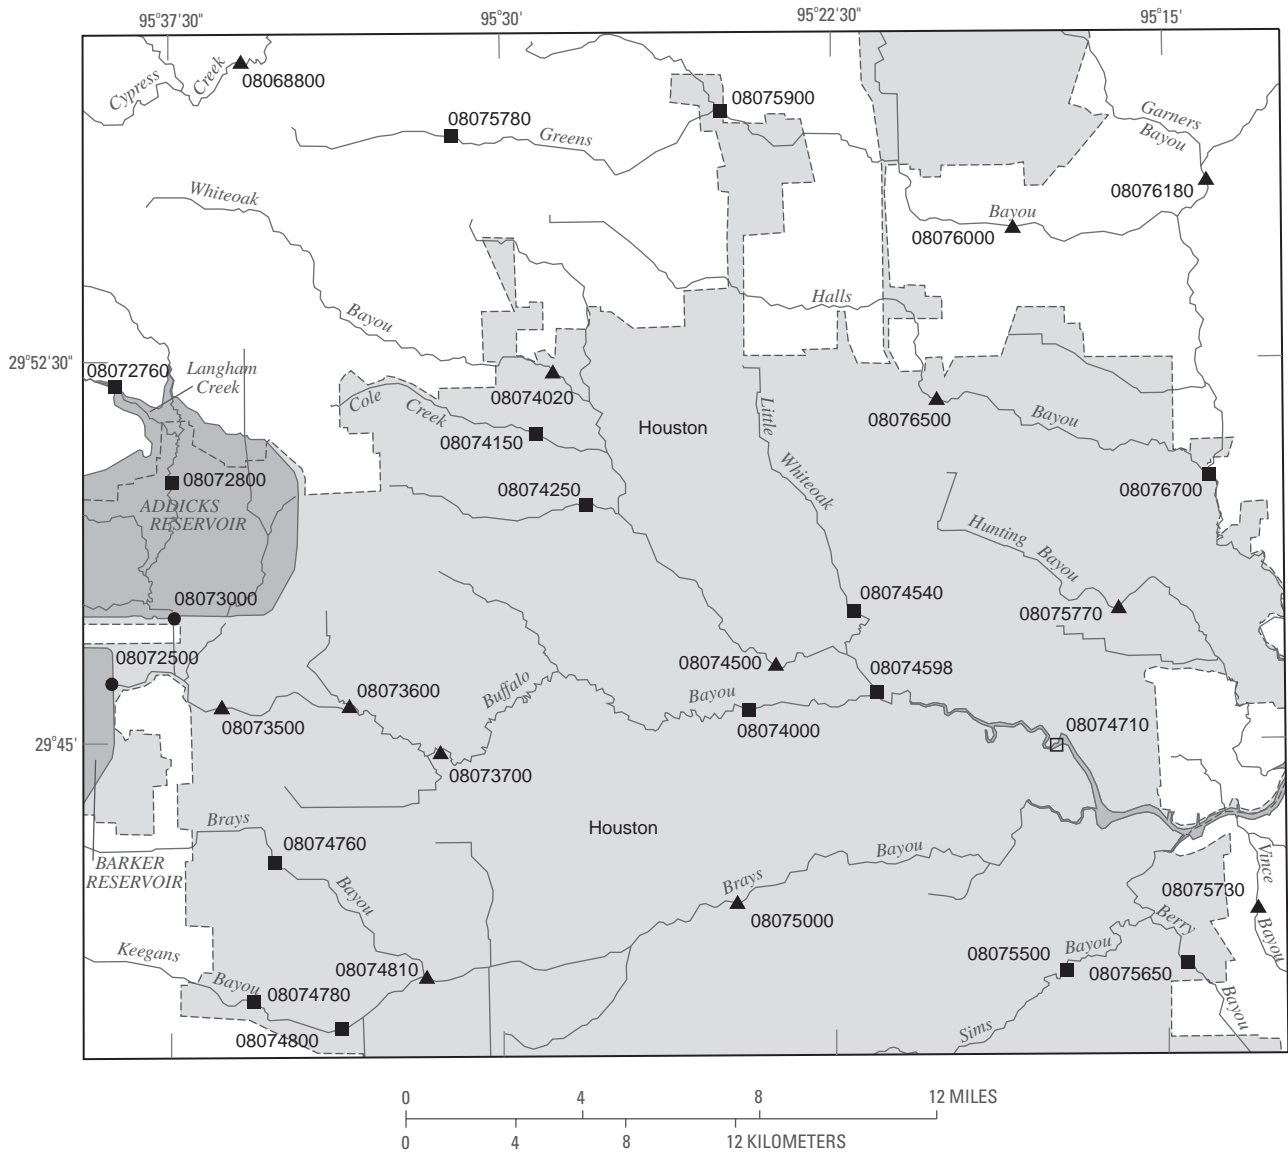 95°37'30" 95°30' 95°22'30" 95°15'
Cypress Creek
08068800
08075780
Greens
08075900
Garners
Bayou
08076180
Whiteoak
Bayou
08076000
Bayou
Halls
29°52'30"
08072760
Langham
Creek
08074020
Cole Creek
08074150
Houston
Little Whiteoak
08076500
Bayou
08072800
ADDICKS
RESERVOIR
08074250
08076700
Hunting Bayou
08073000
08074540
08075770
08072500
08074500
08074598
08073600
Buffalo
Bayou
08073500
08074000
08074710
29°45'
08073700
Brays
Houston
08074760
BARKER
RESERVOIR
Bayou
Brays
Bayou
08075000
Vince
08075730
Bayou
Berry
Keegans
Bayou
08074810
08074780
08074800
08075500
Bayou
08075650
Sims
Bayou
0 4 8 12 MILES
0 4 8 12 KILOMETERS